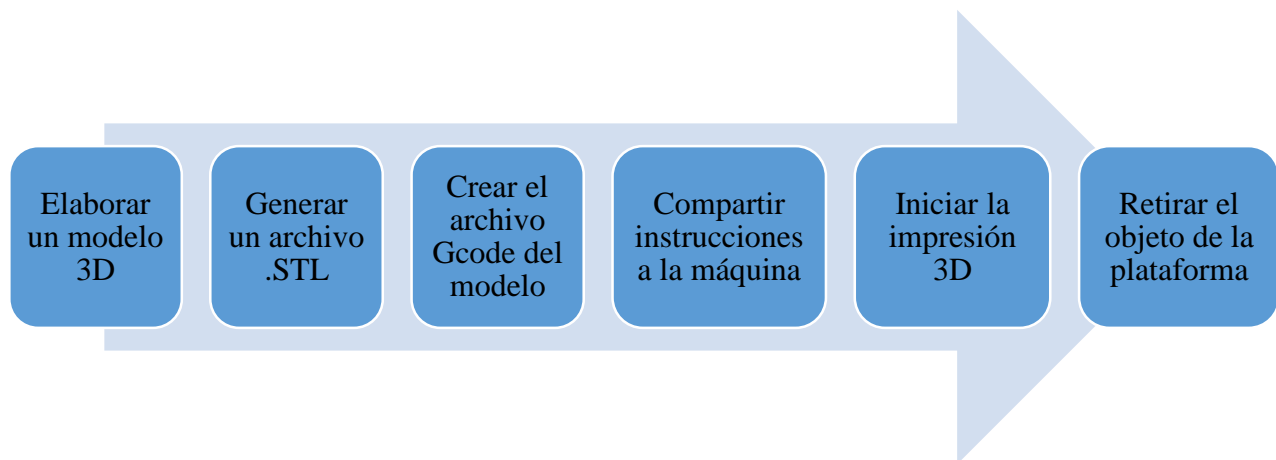 Elaborar
un modelo
3D
Generar
un archivo
.STL
Crear el
archivo
Gcode del
modelo
Compartir
instrucciones
a la máquina
Iniciar la
impresión
3D
Retirar el
objeto de la
plataforma